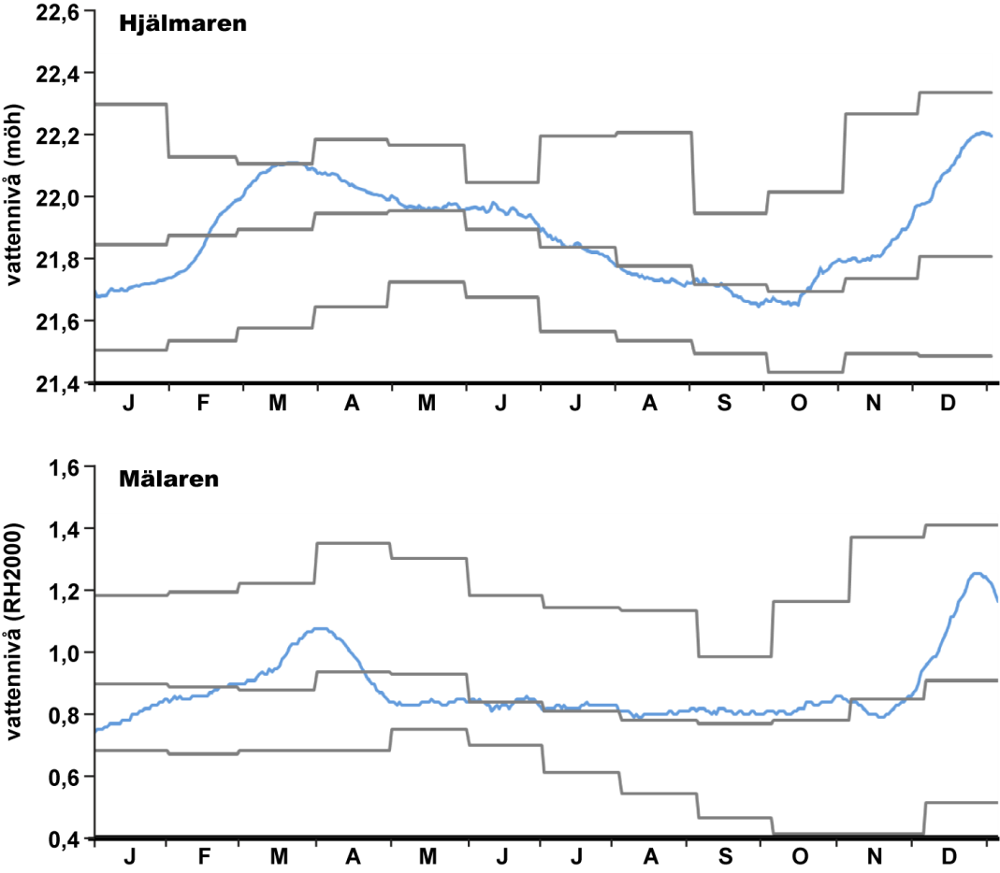 Hjälmaren
vattennivå (möh)
22,6
22,4
22,2
22,0
21,8
21,6
21,4
J F M A M J J A S O N D
Mälaren
vattennivå (RH2000)
1,6
1,4
1,2
1,0
0,8
0,6
0,4
J F M A M J J A S O N D